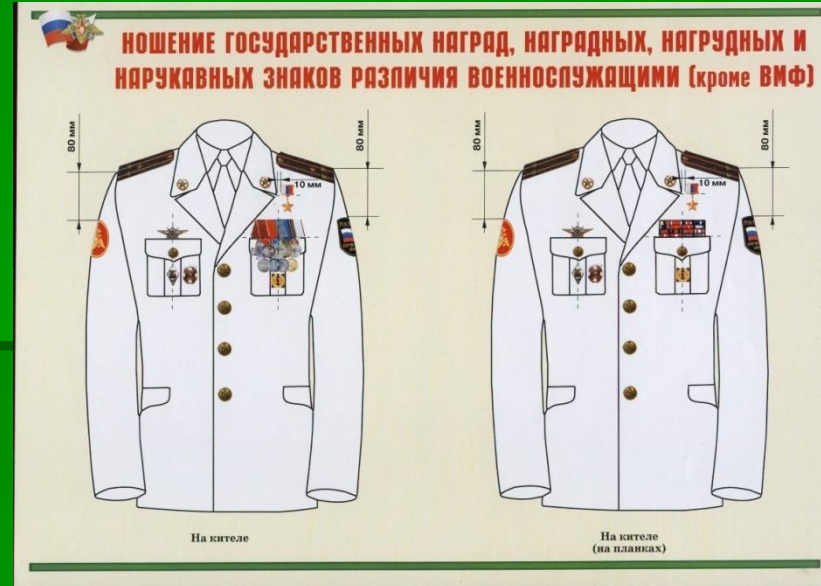 НОШЕНИЕ ГОСУДАРСТВЕННЫХ НАГРАД, НАГРАДНЫХ, НАГРУДНЫХ И
НАРУКАВНЫХ ЗНАКОВ РАЗЛИЧИЯ ВОЕННОСЛУЖАЩИМИ (кроме ВМФ)
80 мм
10 мм
80 мм
80 мм
10 мм
80 мм
На кителе
На кителе
(на планках)